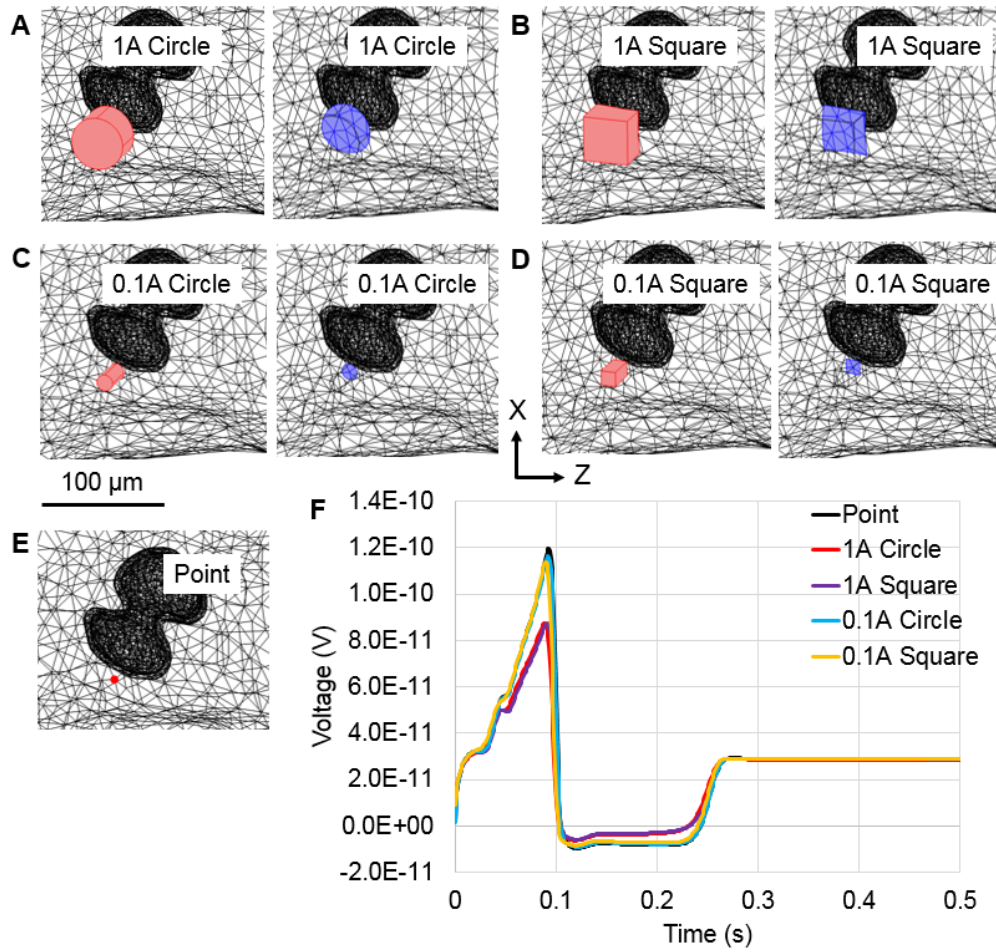 A
1A Circle
1A Circle
B
1A Square
1A Square
C
0.1A Circle
0.1A Circle
D
0.1A Square
0.1A Square
X
Z
100 µm
E
Point
F
1.4E-10
1.2E-10
1.0E-10
8.0E-11
6.0E-11
4.0E-11
2.0E-11
0.0E+00
-2.0E-11
Voltage (V)
Point
1A Circle
1A Square
0.1A Circle
0.1A Square
0 0.1 0.2 0.3 0.4 0.5
Time (s)